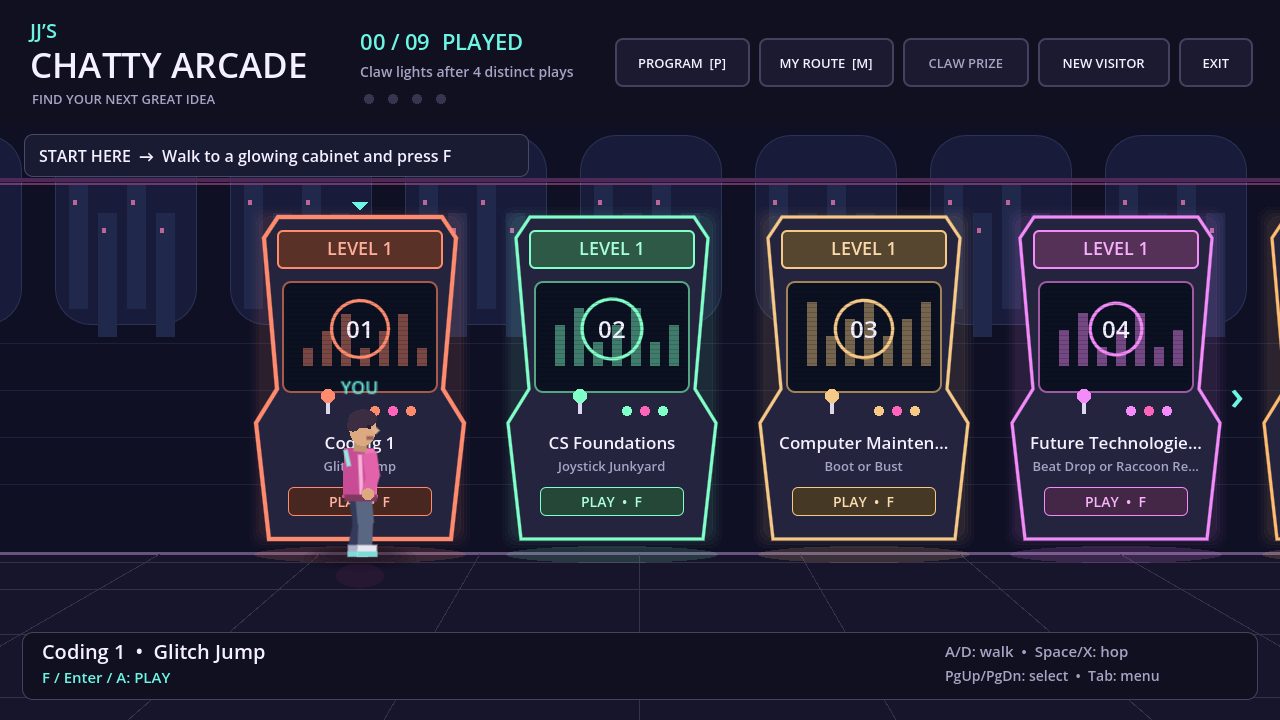 JJ'S
CHATTY ARCADE
FIND YOUR NEXT GREAT IDEA
00 / 09 PLAYED
Claw lights after 4 distinct plays
PROGRAM [P]
MY ROUTE [M]
CLAW PRIZE
NEW VISITOR
EXIT
START HERE → Walk to a glowing cabinet and press F
LEVEL 1
01
YOU
1
F
LEVEL 1
02
CS Foundations
Joystick Junkyard
PLAY • F
LEVEL 1
03
Computer Mainten...
Boot or Bust
PLAY • F
LEVEL 1
04
Future Technologie...
Beat Drop or Raccoon Re...
PLAY • F
Coding 1 • Glitch Jump
F / Enter / A: PLAY
A/D: walk • Space/X: hop
PgUp/PgDn: select • Tab: menu